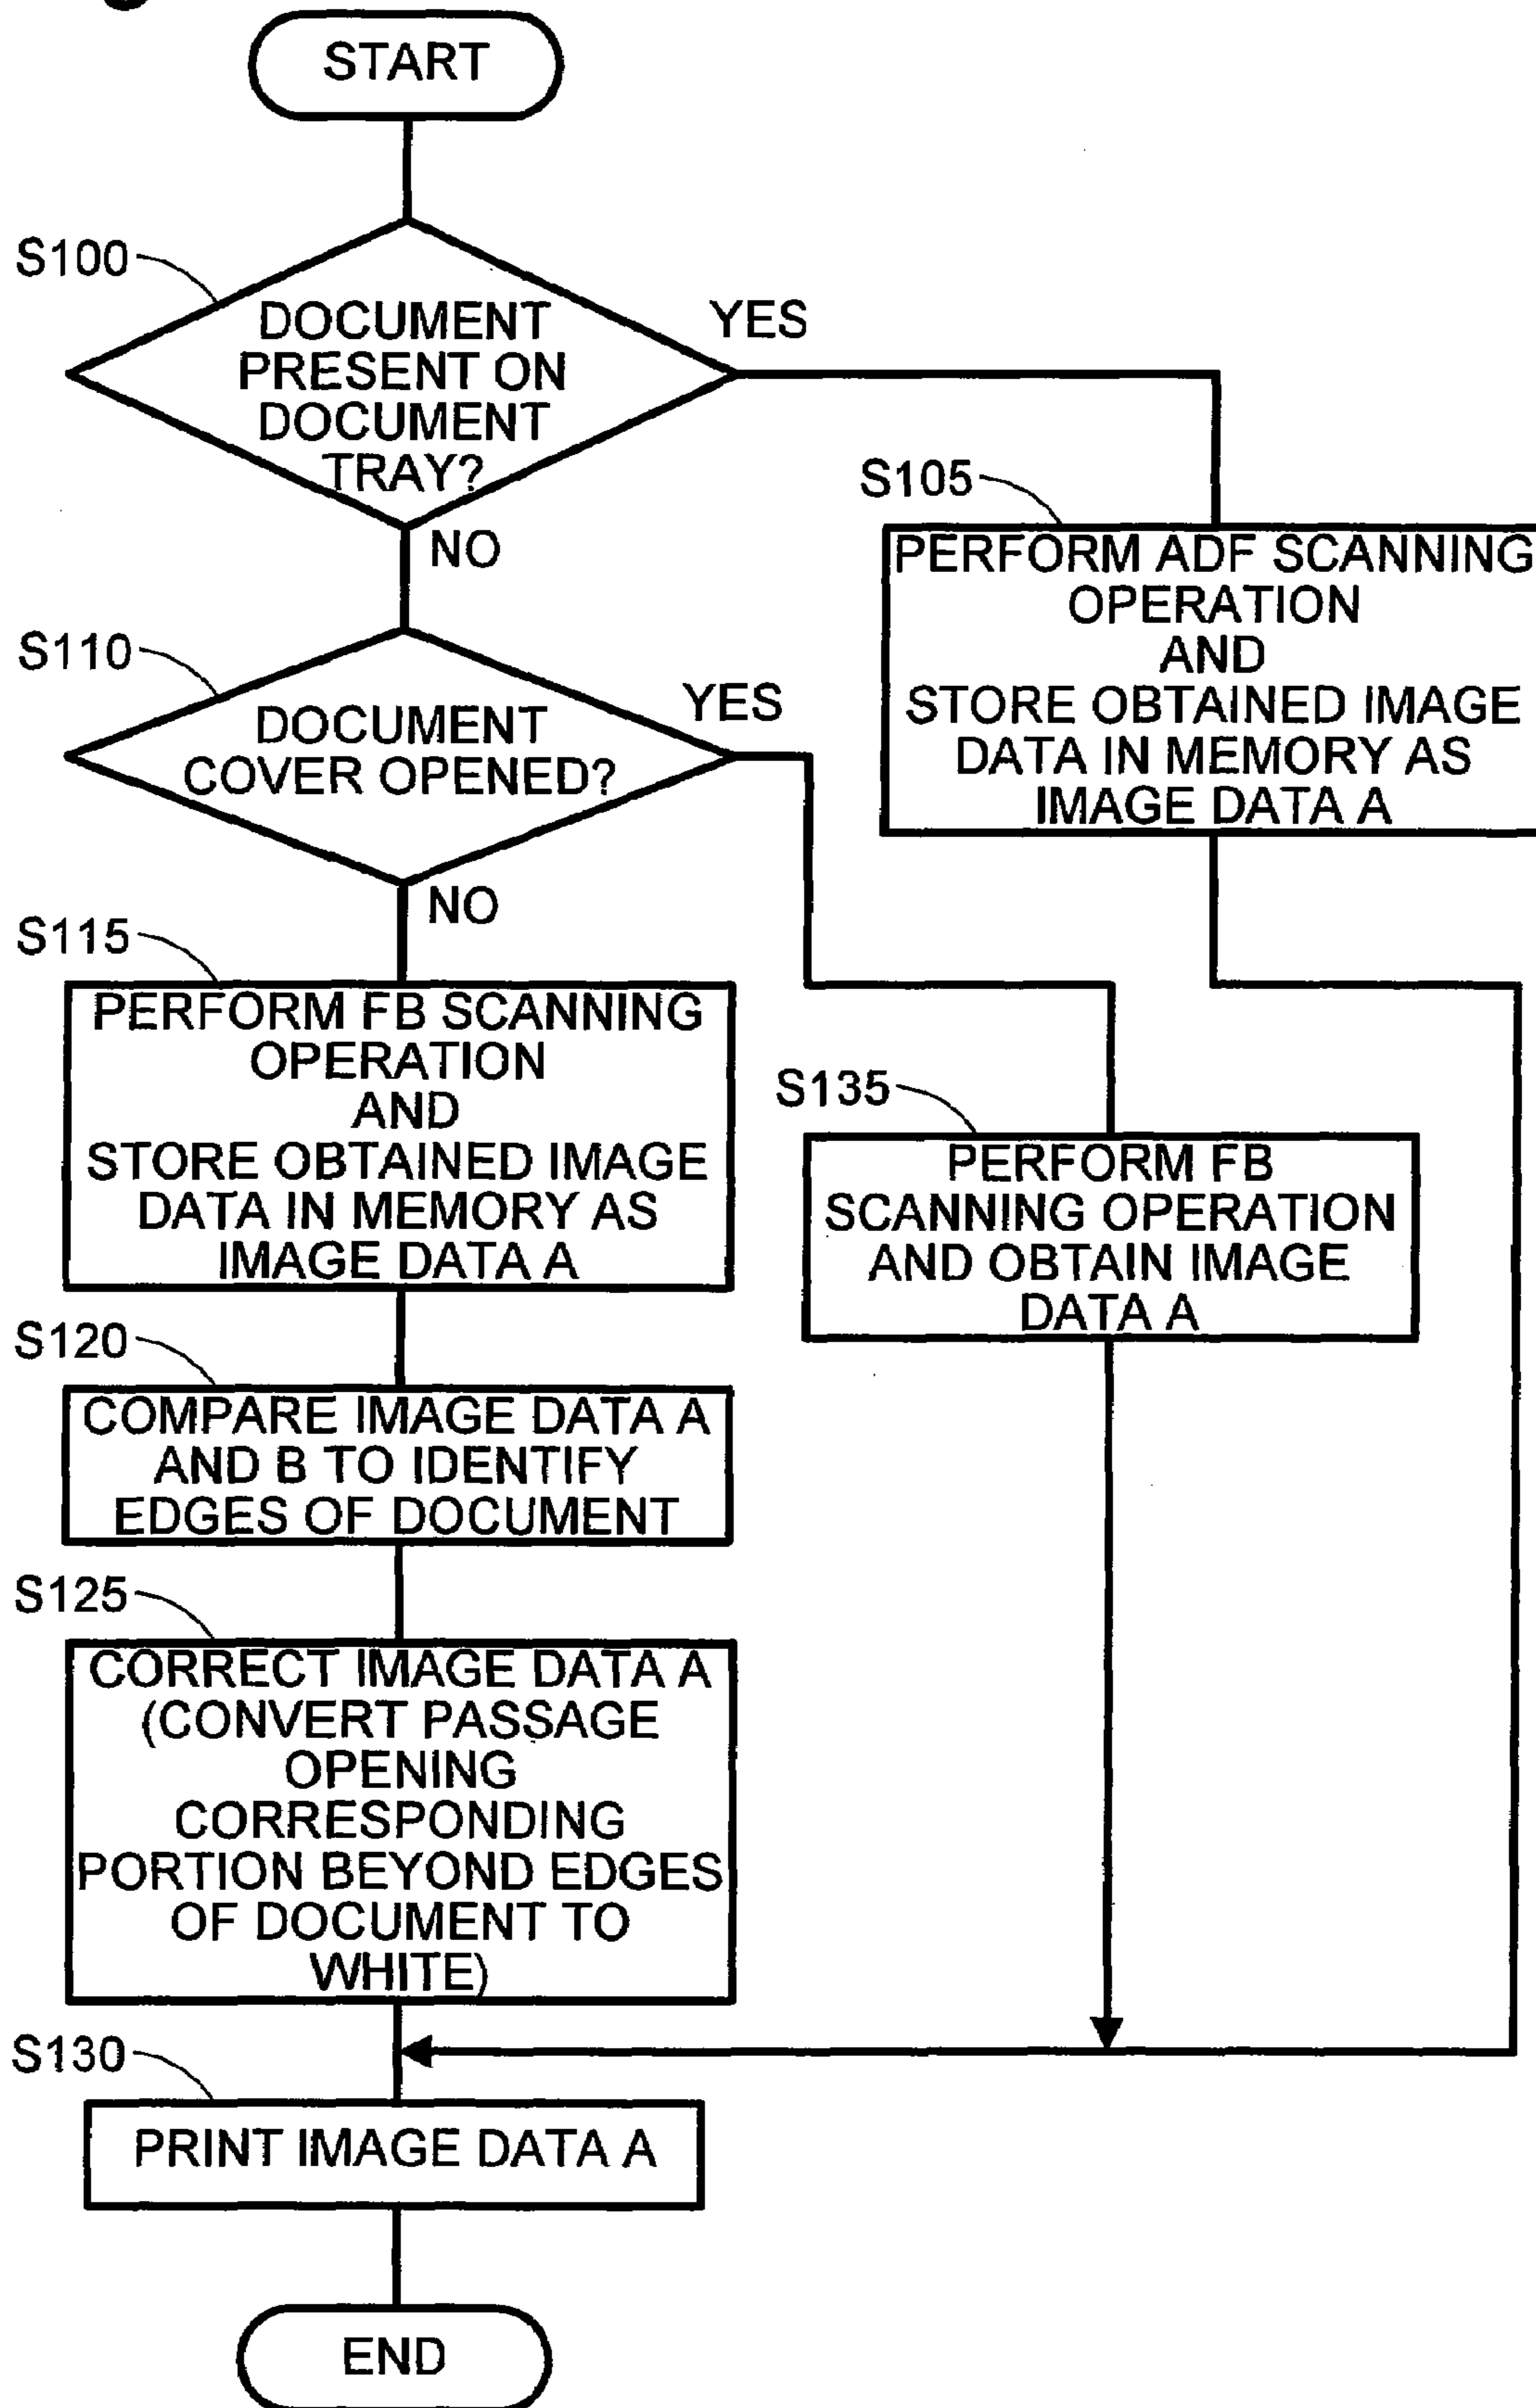 START
S100
DOCUMENT
PRESENT ON
DOCUMENT
TRAY?
YES
NO
S105
PERFORM ADF SCANNING
OPERATION
AND
STORE OBTAINED IMAGE
DATA IN MEMORY AS
IMAGE DATA A
S110
DOCUMENT
COVER OPENED?
YES
NO
S115
PERFORM FB SCANNING
OPERATION
AND
STORE OBTAINED IMAGE
DATA IN MEMORY AS
IMAGE DATA A
S135
PERFORM FB
SCANNING OPERATION
AND OBTAIN IMAGE
DATA A
S120
COMPARE IMAGE DATA A
AND B TO IDENTIFY
EDGES OF DOCUMENT
S125
CORRECT IMAGE DATA A
(CONVERT PASSAGE
OPENING
CORRESPONDING
PORTION BEYOND EDGES
OF DOCUMENT TO
WHITE)
S130
PRINT IMAGE DATA A
END